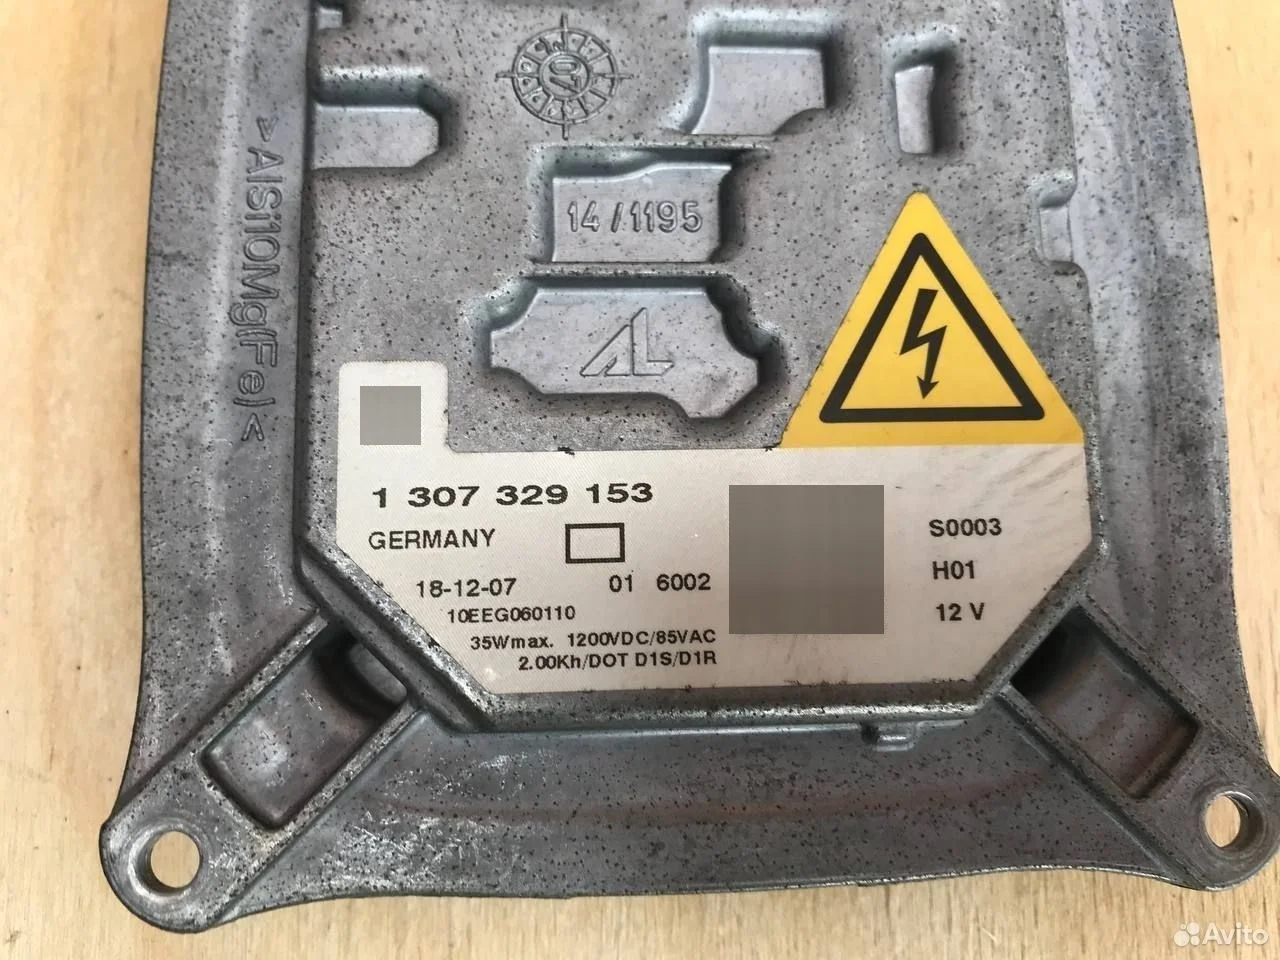 07
>AlSi10Mg(Fe)<
14/1195
AL
1 307 329 153
GERMANY
S0003
18-12-07 01 6002
H01
10EEG060110
12 V
35Wmax. 1200VDC/85VAC
2.00Kh/DOT D1S/D1R
Avito